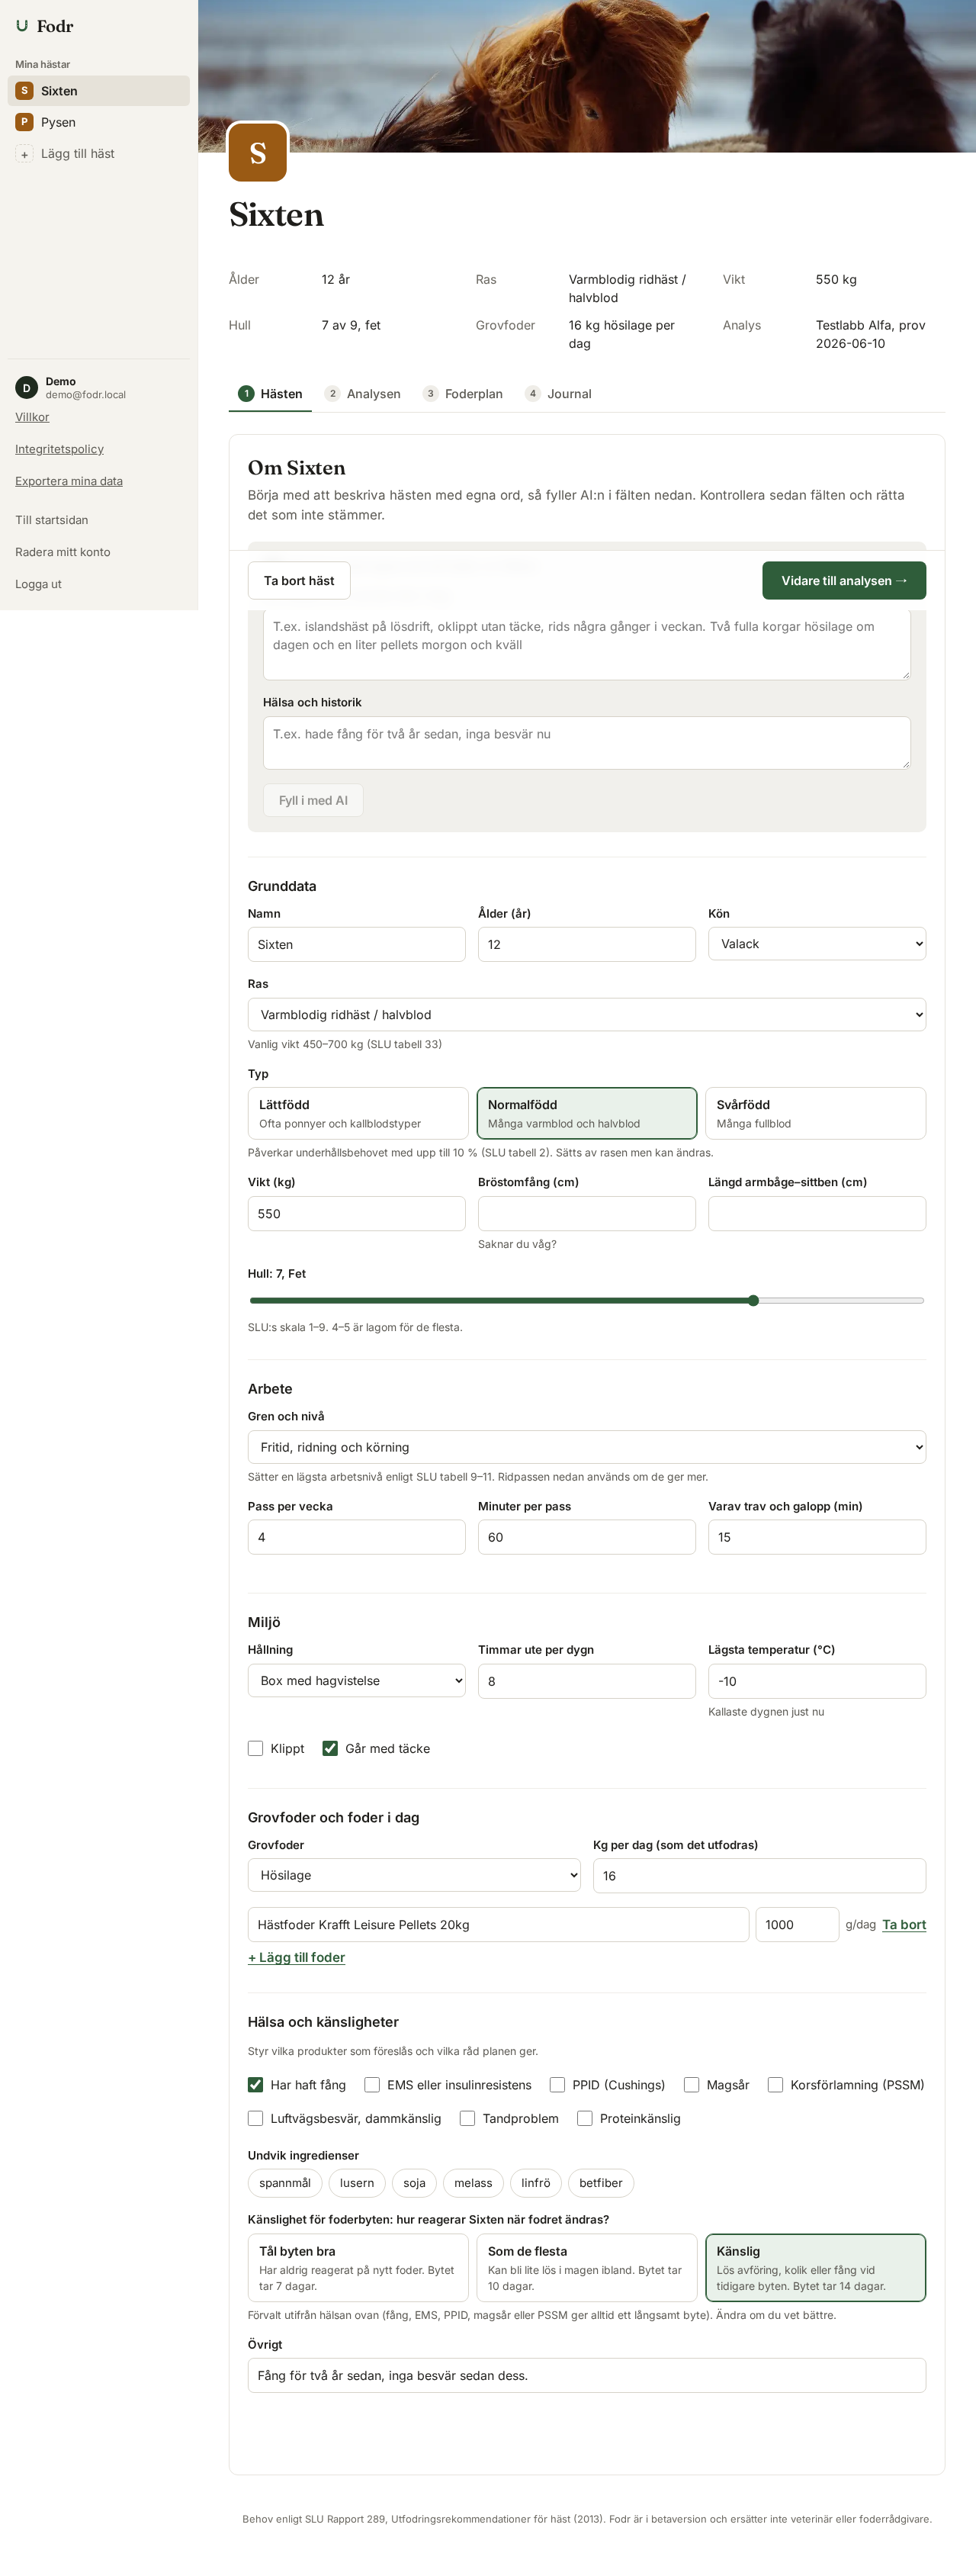 Fodr
Mina hästar
S Sixten
P Pysen
+ Lägg till häst
D Demo
demo@fodr.local
Villkor
Integritetspolicy
Exportera mina data
Till startsidan
Radera mitt konto
Logga ut
S
Sixten
Ålder 12 år Ras Varmblodig ridhäst / Vikt 550 kg
halvblod
Hull 7 av 9, fet Grovfoder 16 kg hösilage per Analys Testlabb Alfa, prov
dag 2026-06-10
1 Hästen 2 Analysen 3 Foderplan 4 Journal
Om Sixten
Börja med att beskriva hästen med egna ord, så fyller AI:n i fälten nedan. Kontrollera sedan fälten och rätta
det som inte stämmer.
Ta bort häst Vidare till analysen →
T.ex. islandshäst på lösdrift, oklippt utan täcke, rids några gånger i veckan. Två fulla korgar hösilage om
dagen och en liter pellets morgon och kväll
Hälsa och historik
T.ex. hade fång för två år sedan, inga besvär nu
Fyll i med AI
Grunddata
Namn Ålder (år) Kön
Sixten 12 Valack
Ras
Varmblodig ridhäst / halvblod
Vanlig vikt 450–700 kg (SLU tabell 33)
Typ
Lättfödd Normalfödd Svårfödd
Ofta ponnyer och kallblodstyper Många varmblod och halvblod Många fullblod
Påverkar underhållsbehovet med upp till 10 % (SLU tabell 2). Sätts av rasen men kan ändras.
Vikt (kg) Bröstomfång (cm) Längd armbåge–sittben (cm)
550
Saknar du våg?
Hull: 7, Fet
SLU:s skala 1–9. 4–5 är lagom för de flesta.
Arbete
Gren och nivå
Fritid, ridning och körning
Sätter en lägsta arbetsnivå enligt SLU tabell 9–11. Ridpassen nedan används om de ger mer.
Pass per vecka Minuter per pass Varav trav och galopp (min)
4 60 15
Miljö
Hållning Timmar ute per dygn Lägsta temperatur (°C)
Box med hagvistelse 8 -10
Kallaste dygnen just nu
Klippt Går med täcke
Grovfoder och foder i dag
Grovfoder Kg per dag (som det utfodras)
Hösilage 16
Hästfoder Krafft Leisure Pellets 20kg 1000 g/dag Ta bort
+ Lägg till foder
Hälsa och känsligheter
Styr vilka produkter som föreslås och vilka råd planen ger.
Har haft fång EMS eller insulinresistens PPID (Cushings) Magsår Korsförlamning (PSSM)
Luftvägsbesvär, dammkänslig Tandproblem Proteinkänslig
Undvik ingredienser
spannmål lusern soja melass linfrö betfiber
Känslighet för foderbyten: hur reagerar Sixten när fodret ändras?
Tål byten bra Som de flesta Känslig
Har aldrig reagerat på nytt foder. Bytet Kan bli lite lös i magen ibland. Bytet tar Lös avföring, kolik eller fång vid
tar 7 dagar. 10 dagar. tidigare byten. Bytet tar 14 dagar.
Förvalt utifrån hälsan ovan (fång, EMS, PPID, magsår eller PSSM ger alltid ett långsamt byte). Ändra om du vet bättre.
Övrigt
Fång för två år sedan, inga besvär sedan dess.
Behov enligt SLU Rapport 289, Utfodringsrekommendationer för häst (2013). Fodr är i betaversion och ersätter inte veterinär eller foderrådgivare.